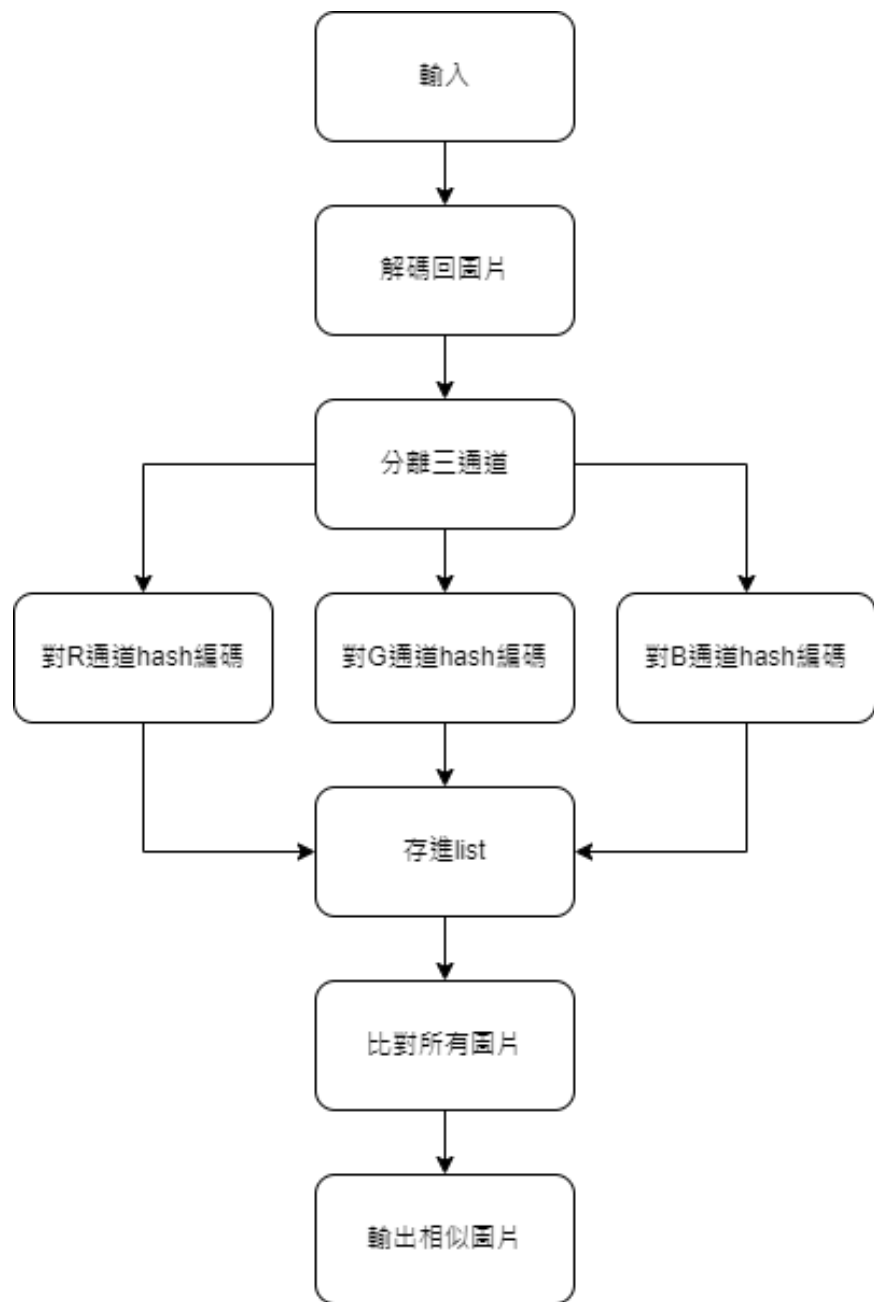 輸入
解碼回圖片
分離三通道
對R通道hash編碼
對G通道hash編碼
對B通道hash編碼
存進list
比對所有圖片
輸出相似圖片